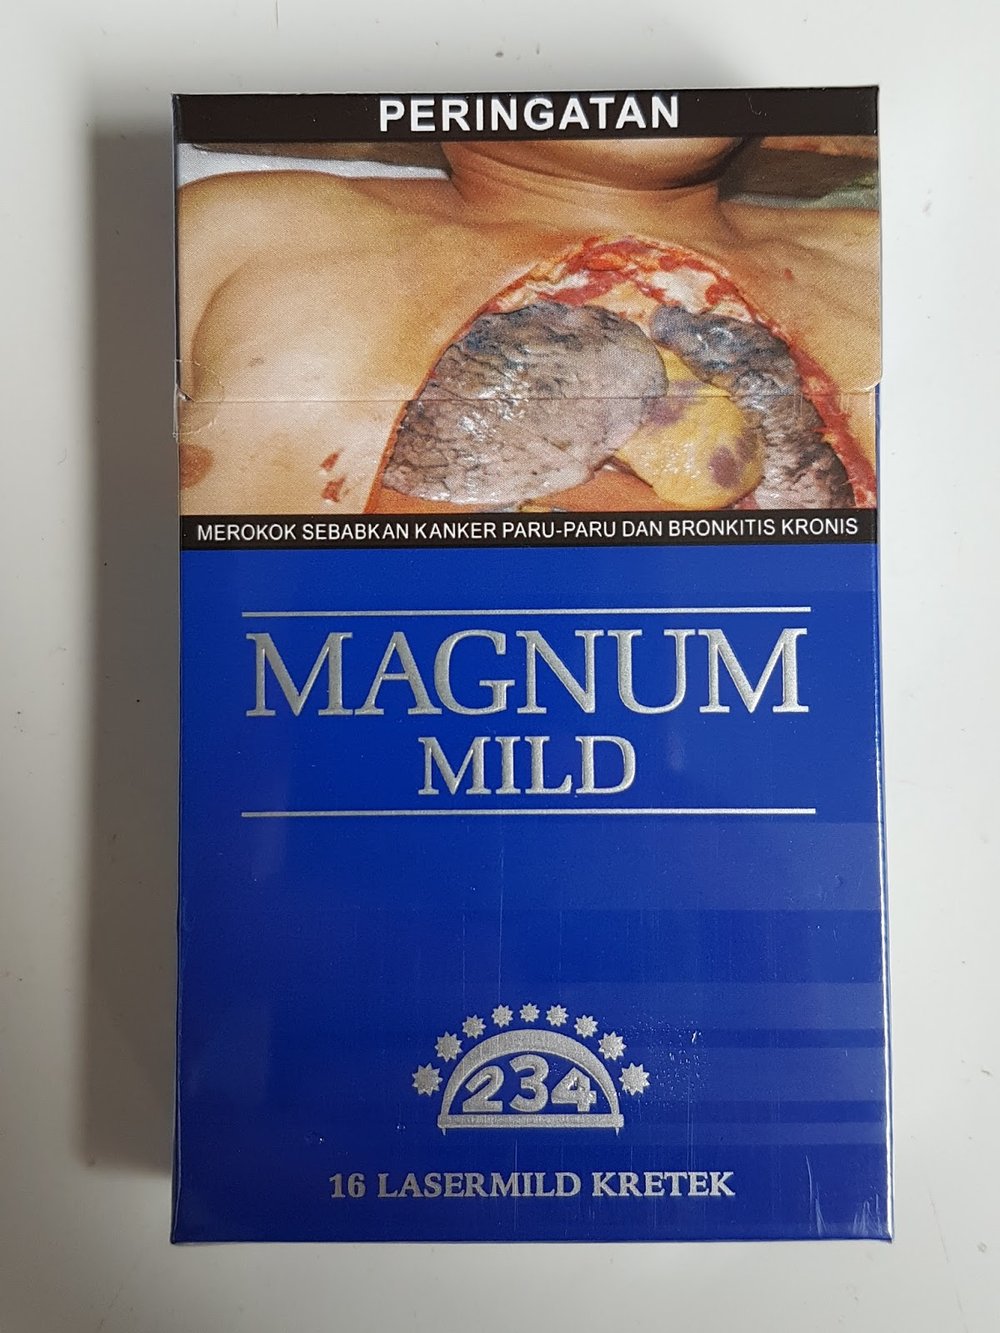 PERINGATAN
MEROKOK SEBABKAN KANKER PARU-PARU DAN BRONKITIS KRONIS
MAGNUM
MILD
234
16 LASERMILD KRETEK